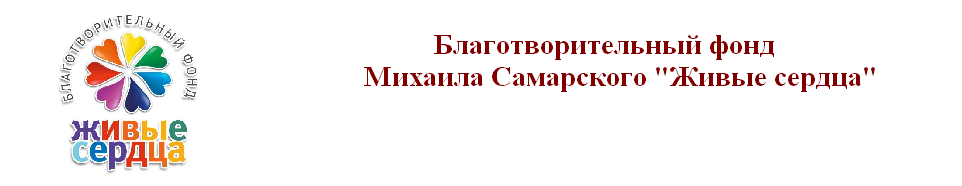 БЛАГОТВОРИТЕЛЬНЫЙ ФОНД
живые
сердца
Благотворительный фонд
Михаила Самарского "Живые сердца"